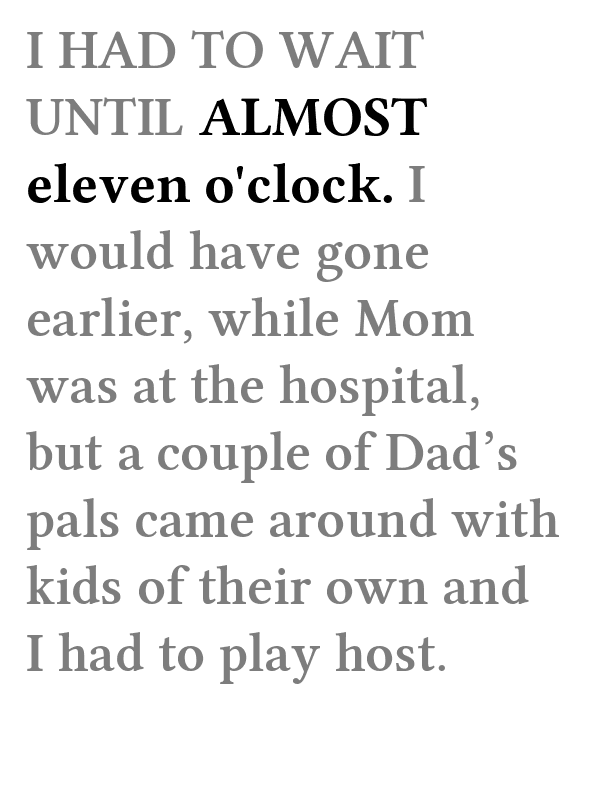 I HAD TO WAIT
UNTIL ALMOST
eleven o'clock. I
would have gone
earlier, while Mom
was at the hospital,
but a couple of Dad’s
pals came around with
kids of their own and
I had to play host.